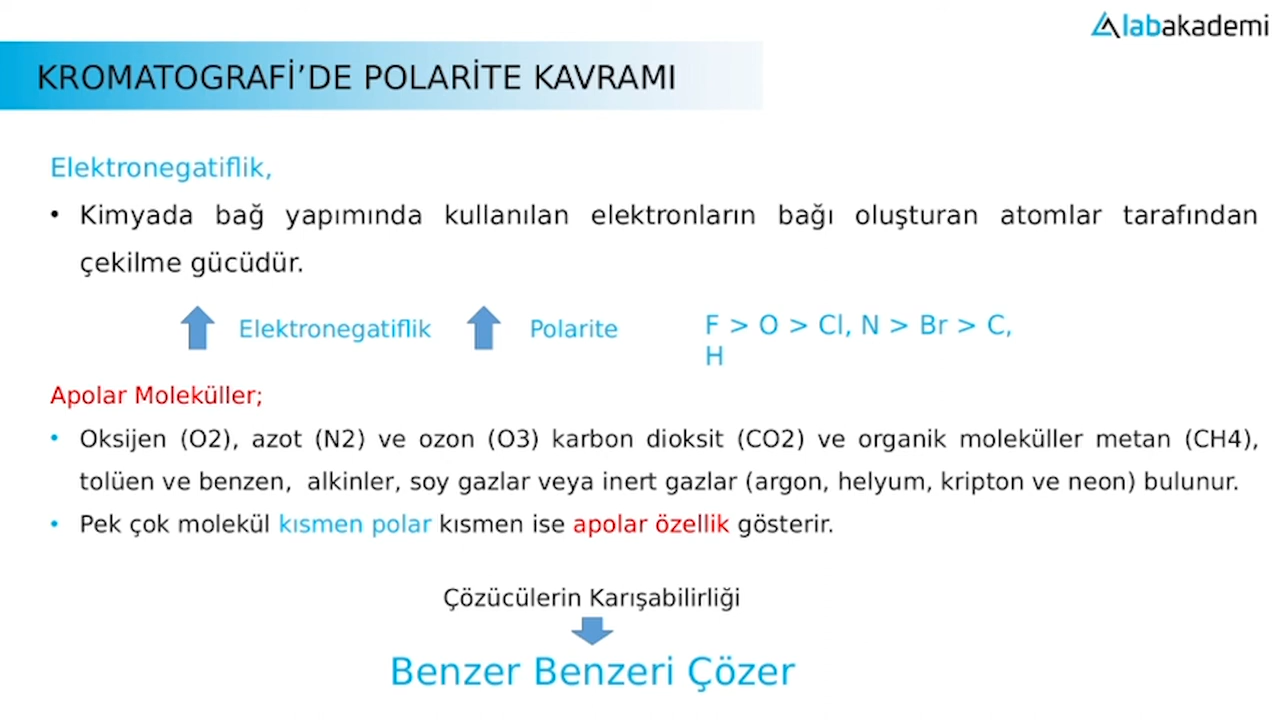 labakademi
KROMATOGRAFİ’DE POLARİTE KAVRAMI
Elektronegatiflik,
• Kimyada bağ yapımında kullanılan elektronların bağı oluşturan atomlar tarafından
çekilme gücüdür.
Elektronegatiflik Polarite F > O > Cl, N > Br > C,
H
Apolar Moleküller;
• Oksijen (O2), azot (N2) ve ozon (O3) karbon dioksit (CO2) ve organik moleküller metan (CH4),
tolüen ve benzen, alkinler, soy gazlar veya inert gazlar (argon, helyum, kripton ve neon) bulunur.
• Pek çok molekül kısmen polar kısmen ise apolar özellik gösterir.
Çözücülerin Karışabilirliği
Benzer Benzeri Çözer